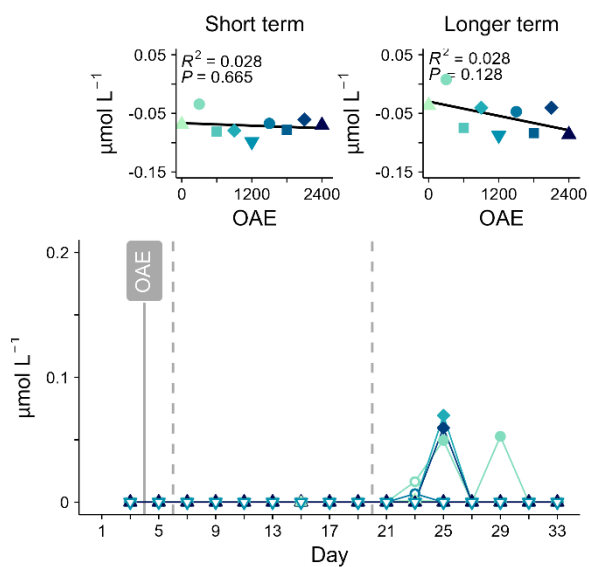 Short term
Longer term
0.05
-0.05
-0.15
µmol L⁻¹
R² = 0.028
P = 0.665
0
1200
2400
OAE
0.05
-0.05
-0.15
µmol L⁻¹
R² = 0.028
P = 0.128
0
1200
2400
OAE
0.2
0.1
0
µmol L⁻¹
OAE
1
5
9
13
17
21
25
29
33
Day